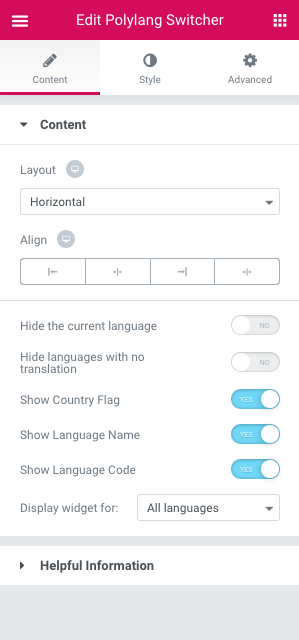 Edit Polylang Switcher
Content
Style
Advanced
Content
Layout
Horizontal
Align
Hide the current language
NO
Hide languages with no
translation
NO
Show Country Flag
YES
Show Language Name
YES
Show Language Code
YES
Display widget for:
All languages
Helpful Information